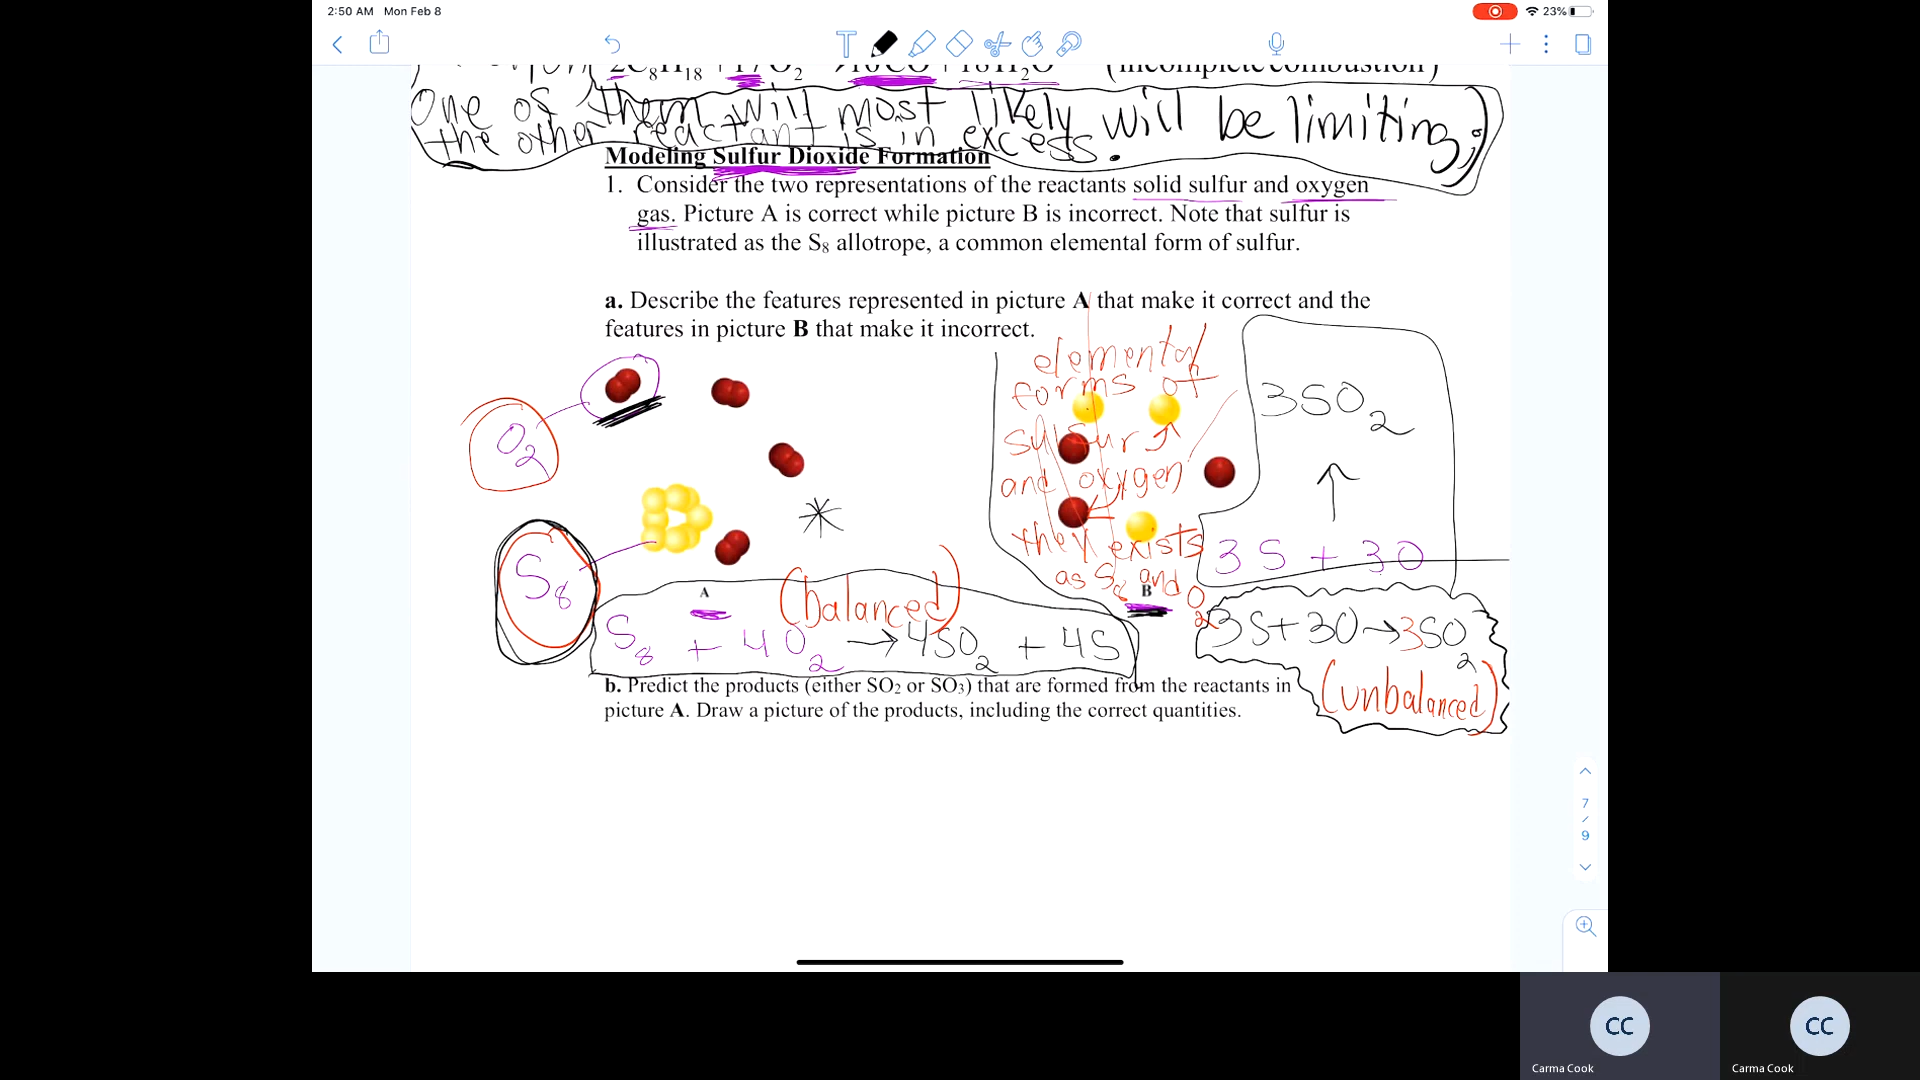 2:50 AM Mon Feb 8
23%
2C8H18 + 17 O2 16CO + 18H2O (incomplete combustion)
One of them will most likely will be limiting;
the other reactant is in excess.
Modeling Sulfur Dioxide Formation
1. Consider the two representations of the reactants solid sulfur and oxygen
gas. Picture A is correct while picture B is incorrect. Note that sulfur is
illustrated as the S8 allotrope, a common elemental form of sulfur.
a. Describe the features represented in picture A that make it correct and the
features in picture B that make it incorrect.
elemental
forms of
sulfur
and oxygen
they exists
as S8 and O2
3SO2
↑
3S + 3O
O2
*
S8
A
B
(balanced)
S8 + 4O2 → 4SO2 + 4S
3S+3O→3SO2
(unbalanced)
b. Predict the products (either SO2 or SO3) that are formed from the reactants in
picture A. Draw a picture of the products, including the correct quantities.
7
/
9
CC
CC
Carma Cook
Carma Cook